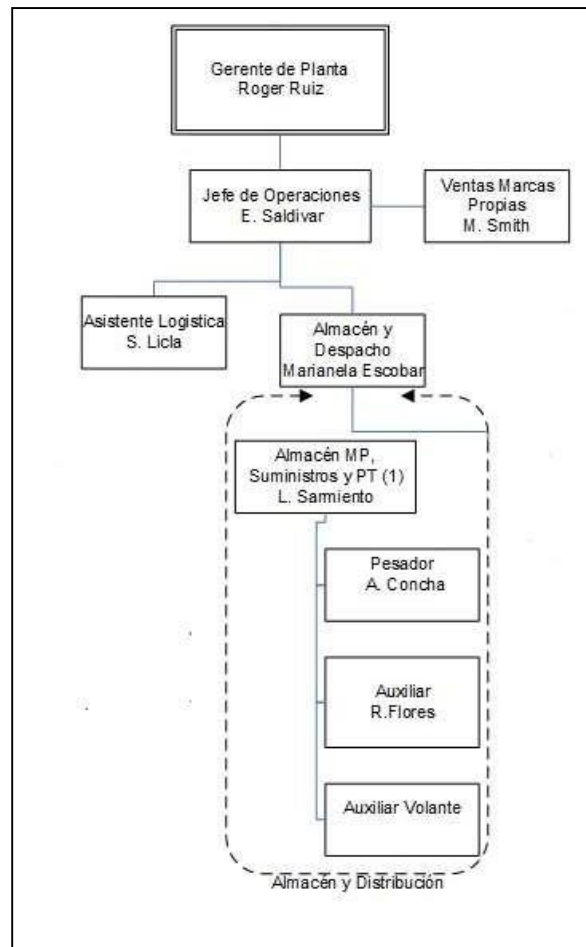 Gerente de Planta
Roger Ruiz
Jefe de Operaciones
E. Saldivar
Ventas Marcas
Propias
M. Smith
Asistente Logistica
S. Licla
Almacén y
Despacho
Marianela Escobar
Almacén MP,
Suministros y PT (1)
L. Sarmiento
Pesador
A. Concha
Auxiliar
R.Flores
Auxiliar Volante
Almacén y Distribución